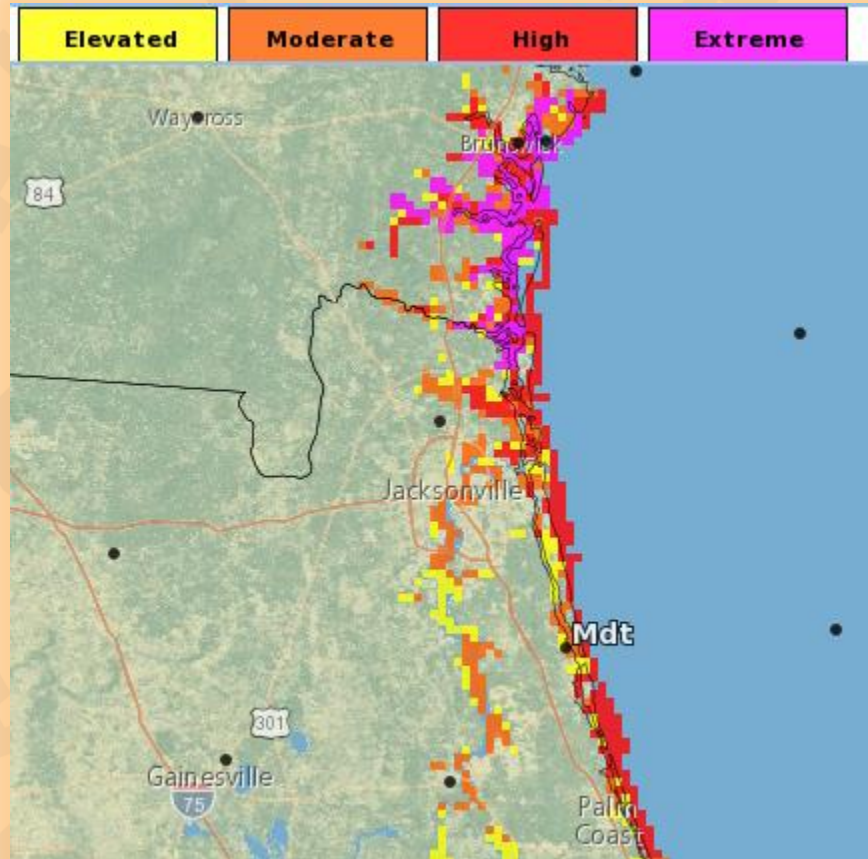 Elevated
Moderate
High
Extreme
Waycross
Brunswick
84
Jacksonville
Mdt
301
Gainesville
75
Palm
Coast